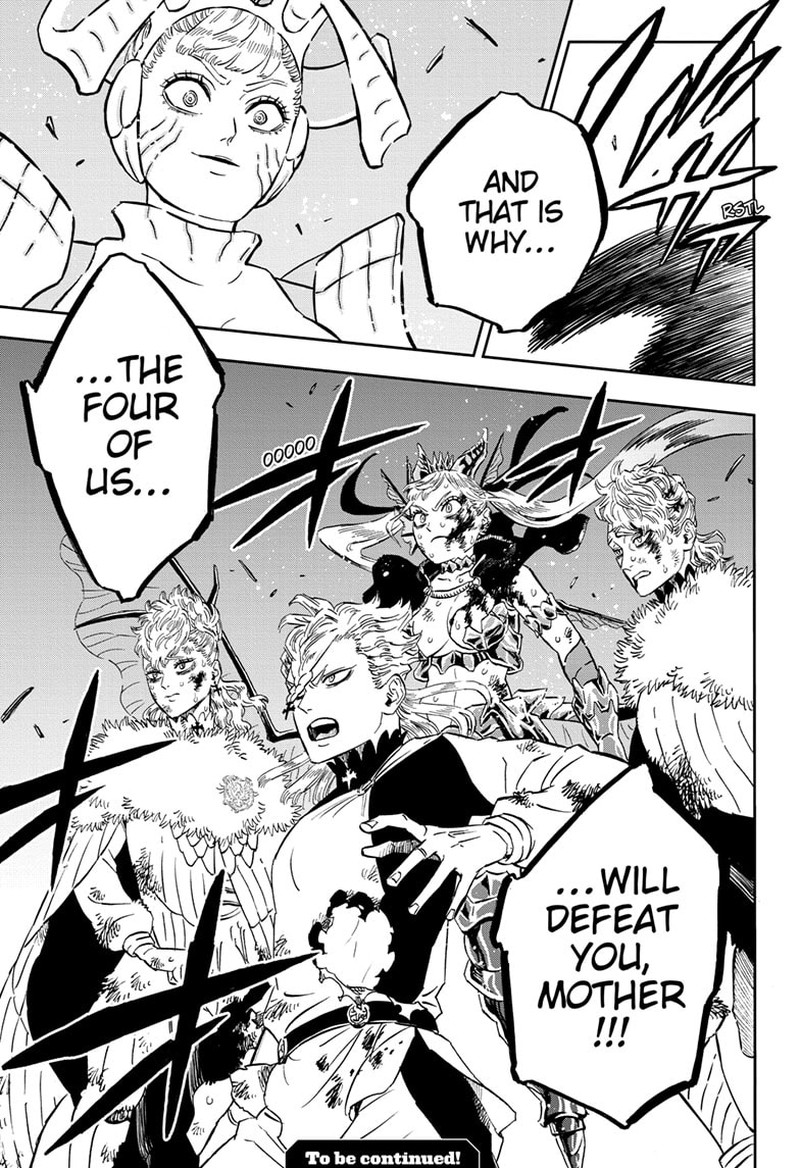 RSTL
AND
THAT IS
WHY...
...THE
FOUR
OF
US...
OOOOO
...WILL
DEFEAT
YOU,
MOTHER
!!!
To be continued!